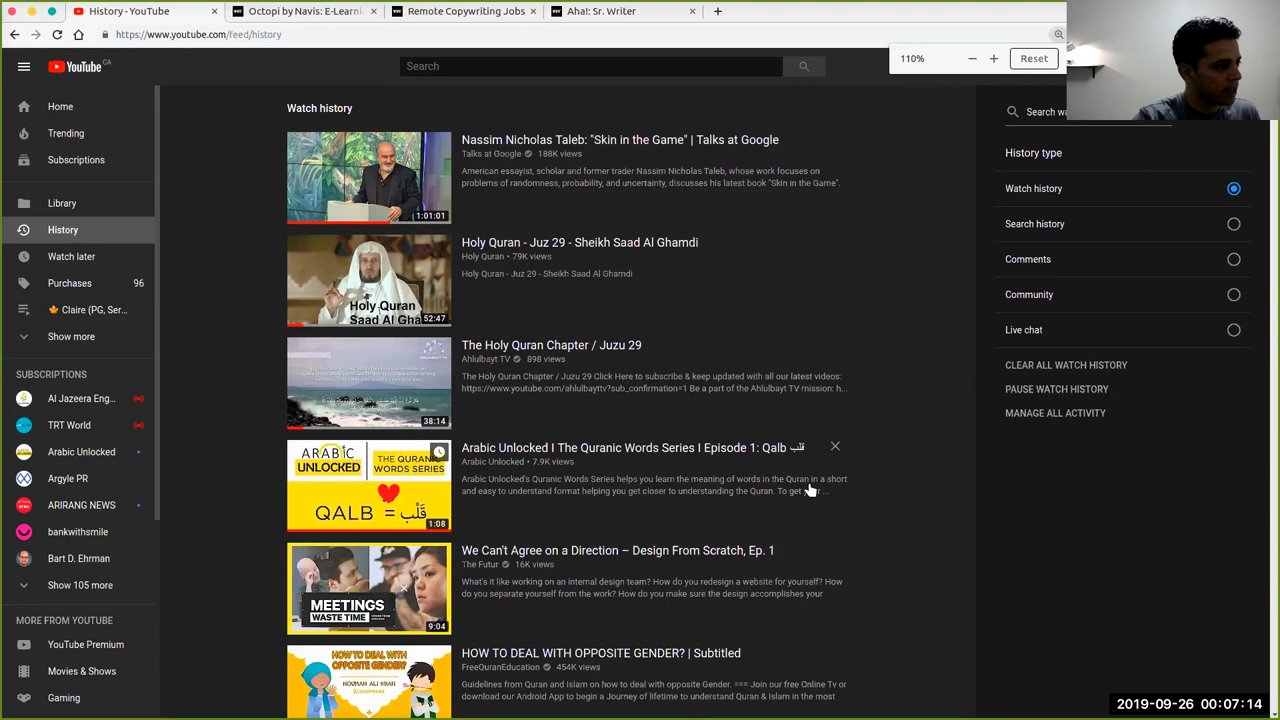 History - YouTube
Octopi by Navis: E-Learni
Remote Copywriting Jobs
Aha!: Sr. Writer
https://www.youtube.com/feed/history
110%
Reset
YouTube CA
Search
Home
Trending
Subscriptions
Library
History
Watch later
Purchases 96
Claire (PG, Ser...
Show more
SUBSCRIPTIONS
Al Jazeera Eng...
TRT World
Arabic Unlocked
Argyle PR
ARIRANG NEWS
bankwithsmile
Bart D. Ehrman
Show 105 more
MORE FROM YOUTUBE
YouTube Premium
Movies & Shows
Gaming
Watch history
1:01:01
Nassim Nicholas Taleb: "Skin in the Game" | Talks at Google
Talks at Google 188K views
American essayist, scholar and former trader Nassim Nicholas Taleb, whose work focuses on
problems of randomness, probability, and uncertainty, discusses his latest book "Skin in the Game".
Holy Quran
Saad Al Gha
52:47
Holy Quran - Juz 29 - Sheikh Saad Al Ghamdi
Holy Quran • 79K views
Holy Quran - Juz 29 - Sheikh Saad Al Ghamdi
38:14
The Holy Quran Chapter / Juzu 29
Ahlulbayt TV 898 views
The Holy Quran Chapter / Juzu 29 Click Here to subscribe & keep updated with all our latest videos:
https://www.youtube.com/ahlulbayttv?sub_confirmation=1 Be a part of the Ahlulbayt TV mission: h...
ARABIC UNLOCKED
THE QURANIC WORDS SERIES
QALB = قَلْب
1:08
Arabic Unlocked I The Quranic Words Series I Episode 1: Qalb قَلْب
Arabic Unlocked • 7.9K views
Arabic Unlocked's Quranic Words Series helps you learn the meaning of words in the Quran in a short
and easy to understand format helping you get closer to understanding the Quran. To get ...
MEETINGS
WASTE TIME
9:04
We Can't Agree on a Direction – Design From Scratch, Ep. 1
The Futur 16K views
What's it like working on an internal design team? How do you redesign a website for yourself? How
do you separate yourself from the work? How do you make sure the design accomplishes your
HOW TO DEAL WITH
OPPOSITE GENDER?
NOUMAN ALI KHAN
HOW TO DEAL WITH OPPOSITE GENDER? | Subtitled
FreeQuranEducation 454K views
Guidelines from Quran and Islam on how to deal with opposite Gender. === Join our free Online Tv or
download our Android App to begin a Journey of lifetime to understand Quran & Islam in the most
Search wa
History type
Watch history
Search history
Comments
Community
Live chat
CLEAR ALL WATCH HISTORY
PAUSE WATCH HISTORY
MANAGE ALL ACTIVITY
2019-09-26 00:07:14